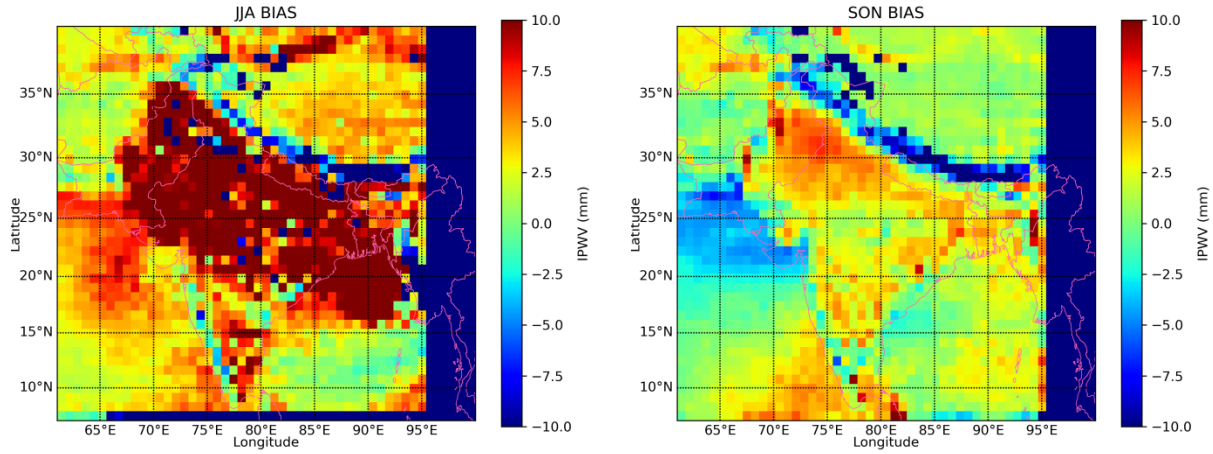 JJA BIAS
35°N
30°N
25°N
20°N
15°N
10°N
Latitude
65°E 70°E 75°E 80°E 85°E 90°E 95°E
Longitude
10.0
7.5
5.0
2.5
0.0
−2.5
−5.0
−7.5
−10.0
IPWV (mm)
SON BIAS
35°N
30°N
25°N
20°N
15°N
10°N
Latitude
65°E 70°E 75°E 80°E 85°E 90°E 95°E
Longitude
10.0
7.5
5.0
2.5
0.0
−2.5
−5.0
−7.5
−10.0
IPWV (mm)